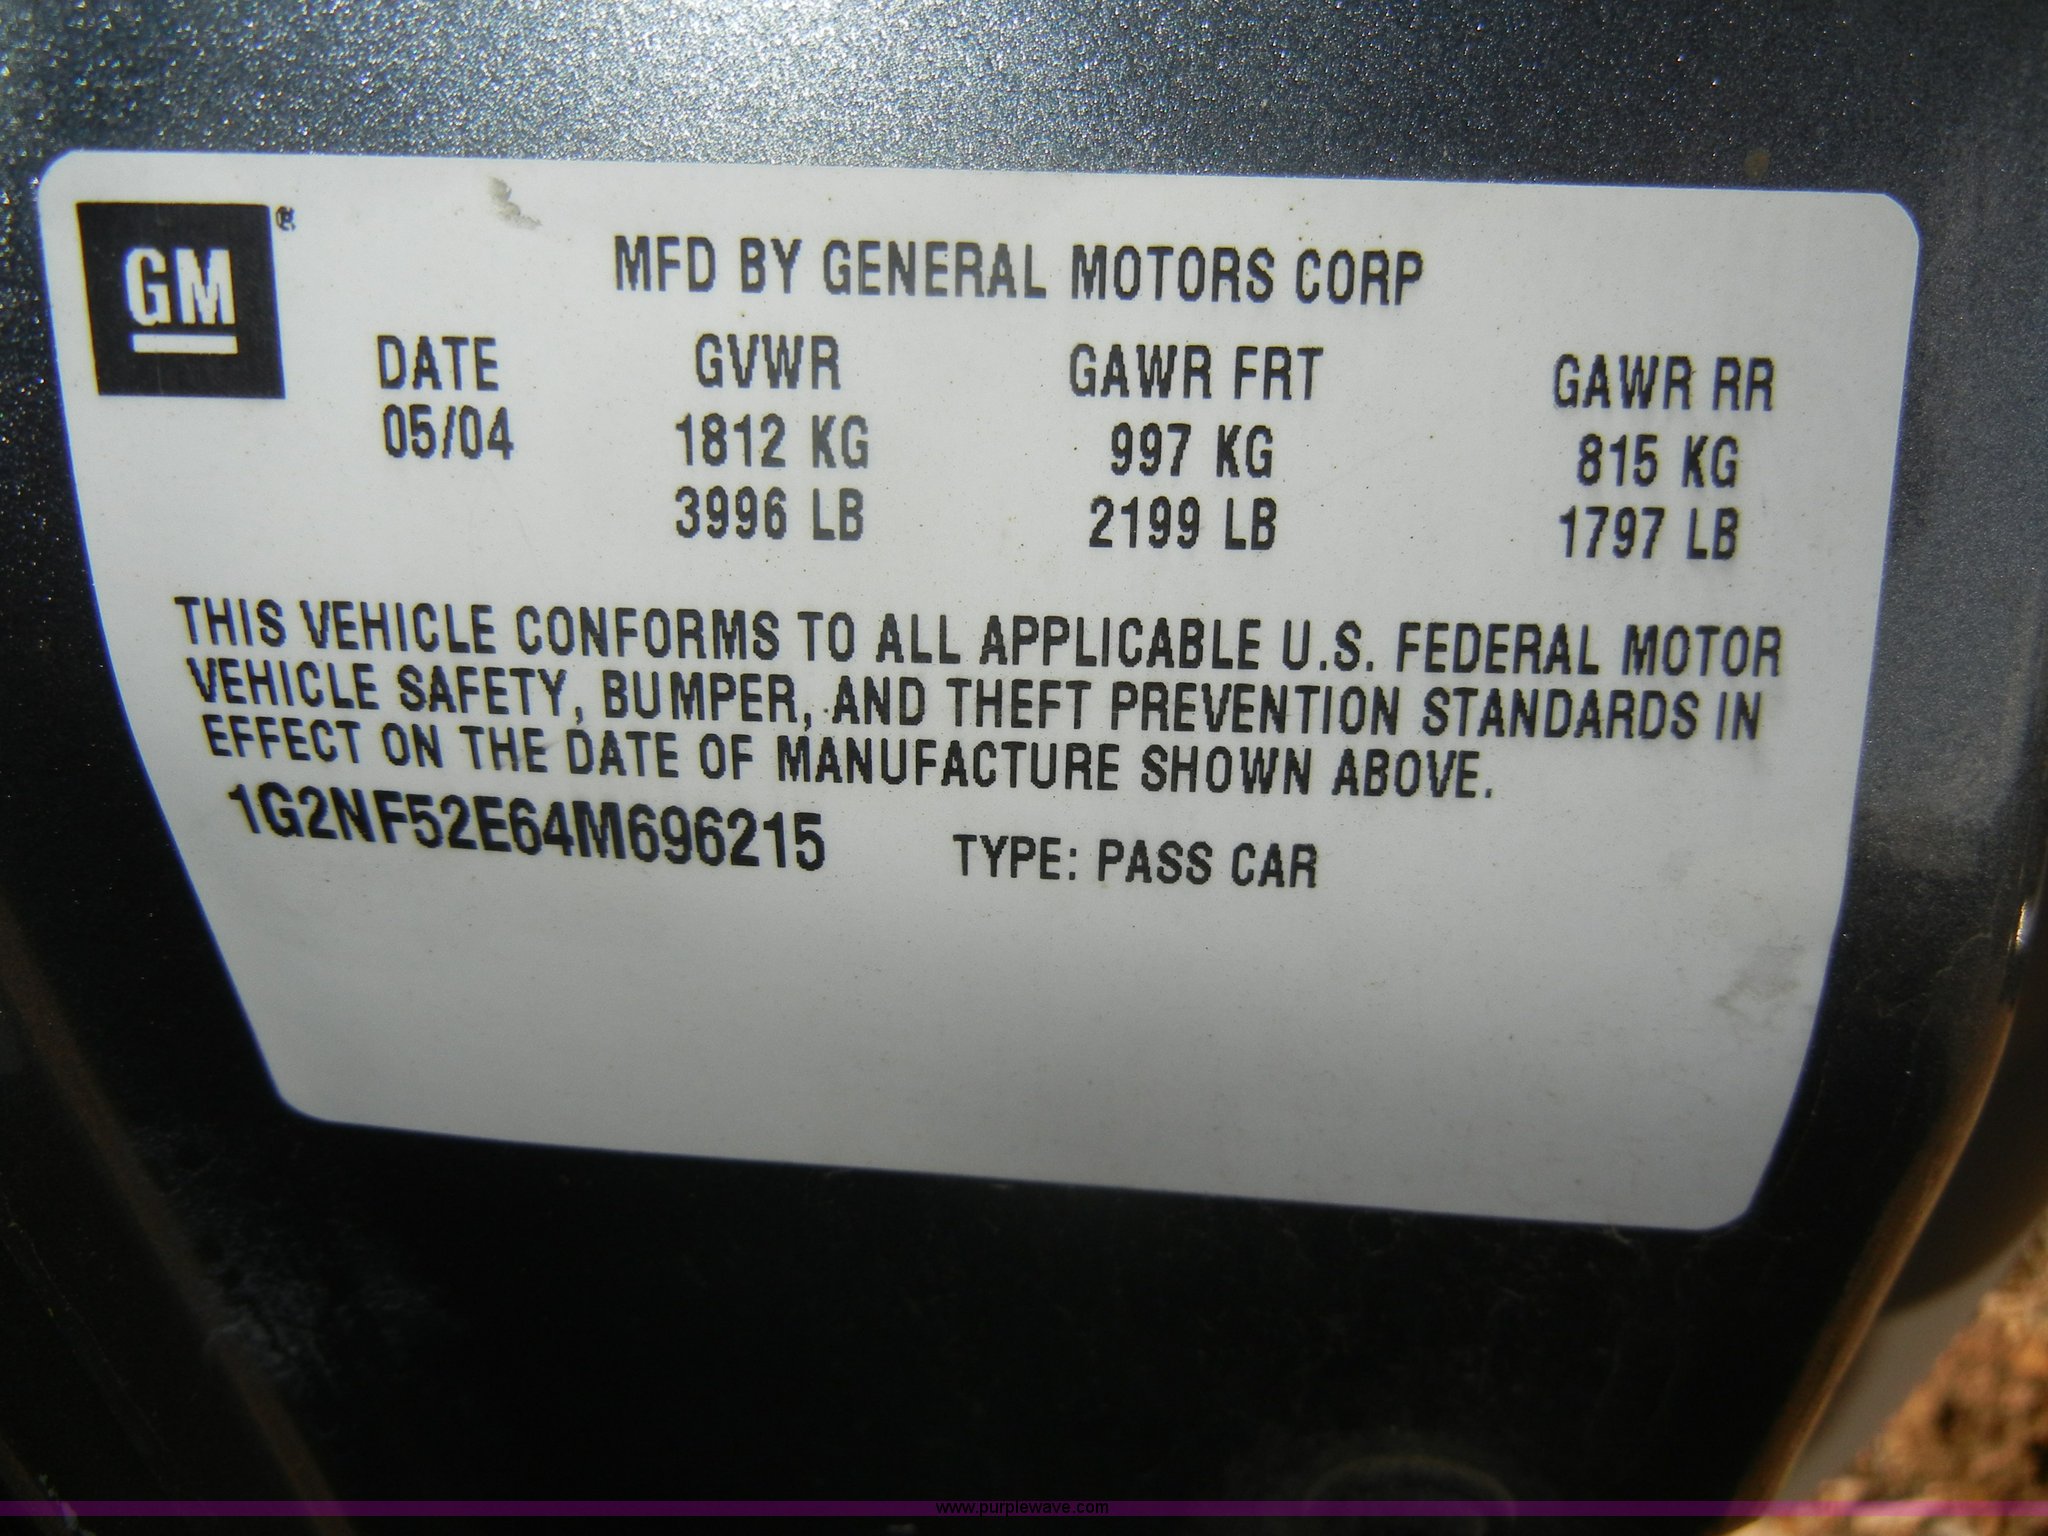 GM ®
MFD BY GENERAL MOTORS CORP
DATE GVWR GAWR FRT GAWR RR
05/04 1812 KG 997 KG 815 KG
3996 LB 2199 LB 1797 LB
THIS VEHICLE CONFORMS TO ALL APPLICABLE U.S. FEDERAL MOTOR
VEHICLE SAFETY, BUMPER, AND THEFT PREVENTION STANDARDS IN
EFFECT ON THE DATE OF MANUFACTURE SHOWN ABOVE.
1G2NF52E64M696215 TYPE: PASS CAR
www.purplewave.com